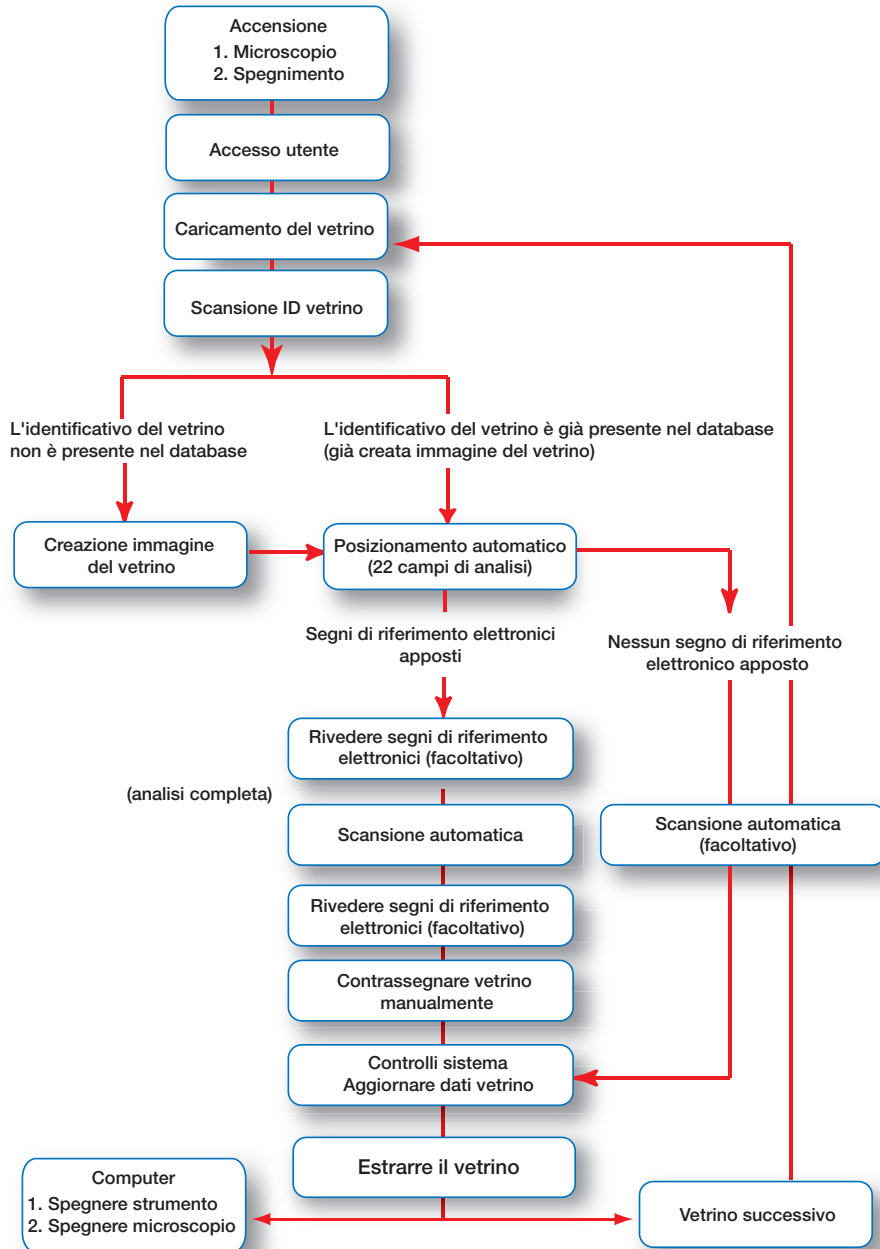 Accensione
1. Microscopio
2. Spegnimento
Accesso utente
Caricamento del vetrino
Scansione ID vetrino
L'identificativo del vetrino
non è presente nel database
L'identificativo del vetrino è già presente nel database
(già creata immagine del vetrino)
Creazione immagine
del vetrino
Posizionamento automatico
(22 campi di analisi)
Segni di riferimento elettronici
apposti
Nessun segno di riferimento
elettronico apposto
Rivedere segni di riferimento
elettronici (facoltativo)
(analisi completa)
Scansione automatica
Scansione automatica
(facoltativo)
Rivedere segni di riferimento
elettronici (facoltativo)
Contrassegnare vetrino
manualmente
Controlli sistema
Aggiornare dati vetrino
Estrarre il vetrino
Computer
1. Spegnere strumento
2. Spegnere microscopio
Vetrino successivo